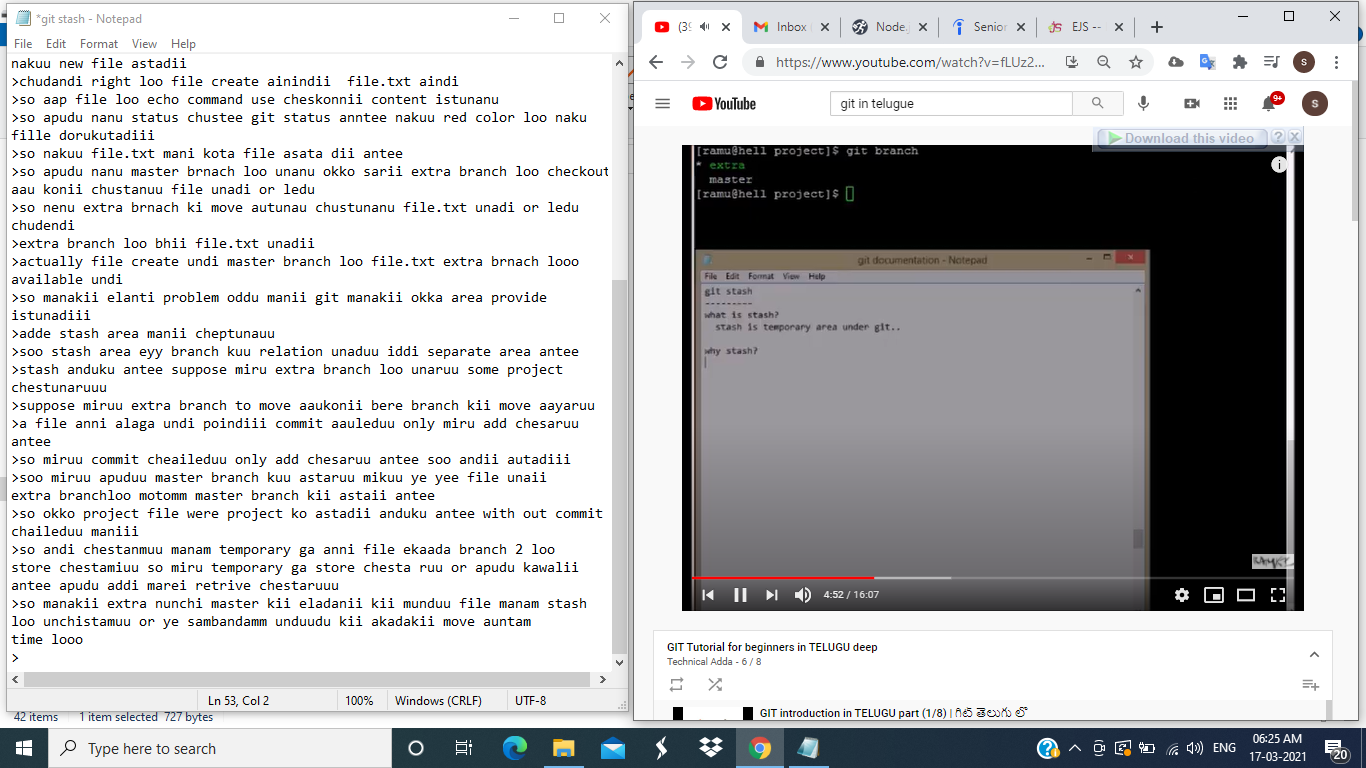 *git stash - Notepad
File Edit Format View Help
nakuu new file astadii
>chudandi right loo file create ainindii  file.txt aindi
>so aap file loo echo command use cheskonnii content istunanu
>so apudu nanu status chustee git status anntee nakuu red color loo naku
fille dorukutadiii
>so nakuu file.txt mani kota file asata dii antee
>so apudu nanu master brnach loo unanu okko sarii extra branch loo checkout
aau konii chustanuu file unadi or ledu
>so nenu extra brnach ki move autunau chustunanu file.txt unadi or ledu
chudendi
>extra branch loo bhii file.txt unadii
>actually file create undi master branch loo file.txt extra brnach looo
available undi
>so manakii elanti problem oddu manii git manakii okka area provide
istunadiii
>adde stash area manii cheptunauu
>soo stash area eyy branch kuu relation unaduu iddi separate area antee
>stash anduku antee suppose miru extra branch loo unaruu some project
chestunaruuu
>suppose miruu extra branch to move aaukonii bere branch kii move aayaruu
>a file anni alaga undi poindiii commit aauleduu only miru add chesaruu
antee
>so miruu commit cheaileduu only add chesaruu antee soo andii autadiii
>soo miruu apuduu master branch kuu astaruu mikuu ye yee file unaii
extra branchloo motomm master branch kii astaii antee
>so okko project file were project ko astadii anduku antee with out commit
chaileduu maniii
>so andi chestanmuu manam temporary ga anni file ekaada branch 2 loo
store chestamiuu so miru temporary ga store chesta ruu or apudu kawalii
antee apudu addi marei retrive chestaruuu
>so manakii extra nunchi master kii eladanii kii munduu file manam stash
loo unchistamuu or ye sambandamm unduudu kii akadakii move auntam
time looo
>
Ln 53, Col 2 100% Windows (CRLF) UTF-8
42 items 1 item selected 727 bytes
(39 Inbox Node. Senior EJS --
https://www.youtube.com/watch?v=fLUz2...
S
YouTube
git in telugue
9+
S
Download this video ? X
[ramu@hell project]$ git branch
* extra
master
[ramu@hell project]$
git documentation - Notepad
File Edit Format View Help
git stash
---------
what is stash?
stash is temporary area under git..
why stash?
4:52 / 16:07
GIT Tutorial for beginners in TELUGU deep
Technical Adda - 6 / 8
GIT introduction in TELUGU part (1/8) | గిట్ తెలుగు లో
Type here to search
ENG
06:25 AM
17-03-2021
20